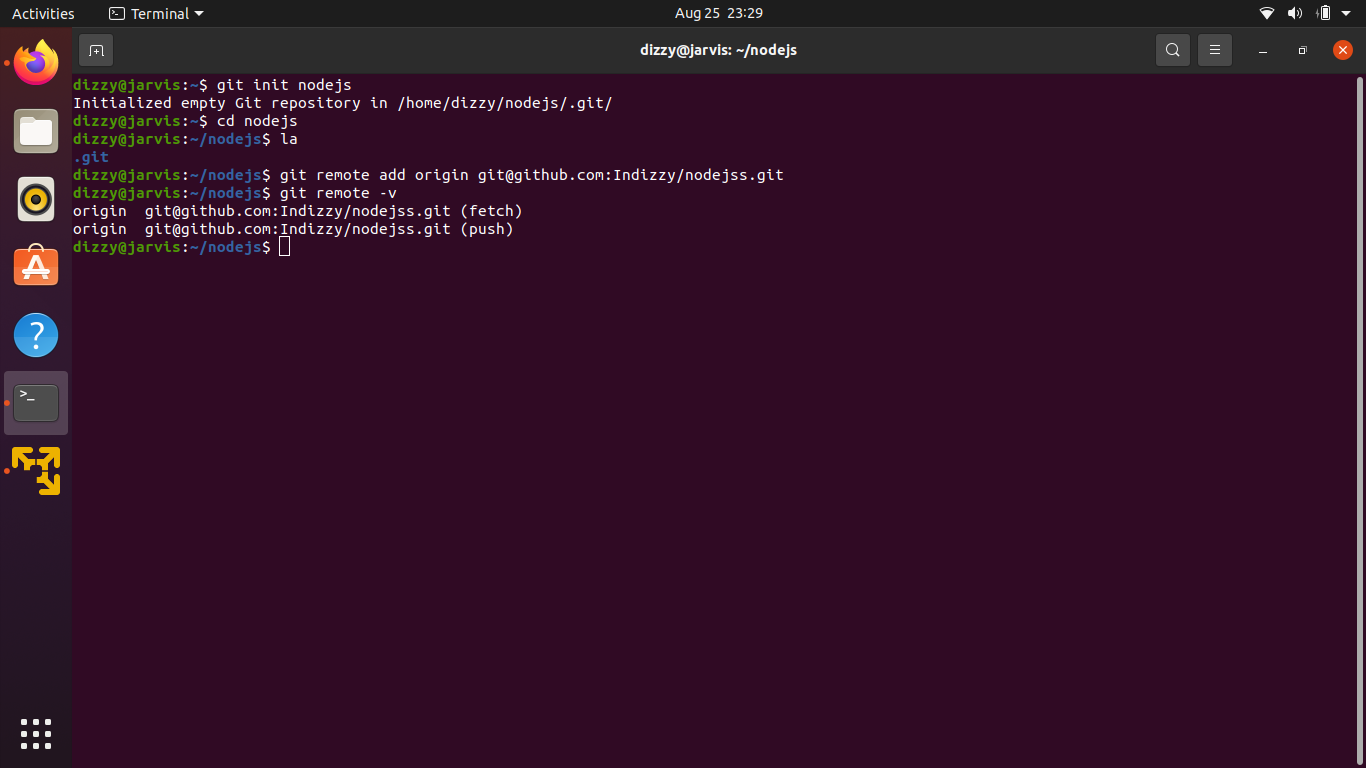 Activities Terminal Aug 25 23:29
dizzy@jarvis: ~/nodejs
dizzy@jarvis:~$ git init nodejs
Initialized empty Git repository in /home/dizzy/nodejs/.git/
dizzy@jarvis:~$ cd nodejs
dizzy@jarvis:~/nodejs$ la
.git
dizzy@jarvis:~/nodejs$ git remote add origin git@github.com:Indizzy/nodejss.git
dizzy@jarvis:~/nodejs$ git remote -v
origin  git@github.com:Indizzy/nodejss.git (fetch)
origin  git@github.com:Indizzy/nodejss.git (push)
dizzy@jarvis:~/nodejs$